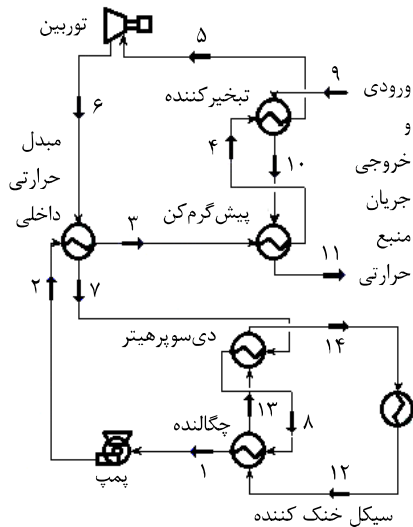 توربین
۵
۹
ورودی
و
خروجی
جریان
منبع
حرارتی
تبخیرکننده
۶
۴
۱۰
مبدل
حرارتی
داخلی
۳
پیش‌گرم‌کن
۱۱
۲
۷
دی‌سوپرهیتر
۱۴
۱۳
۸
چگالنده
۱
پمپ
۱۲
سیکل خنک کننده